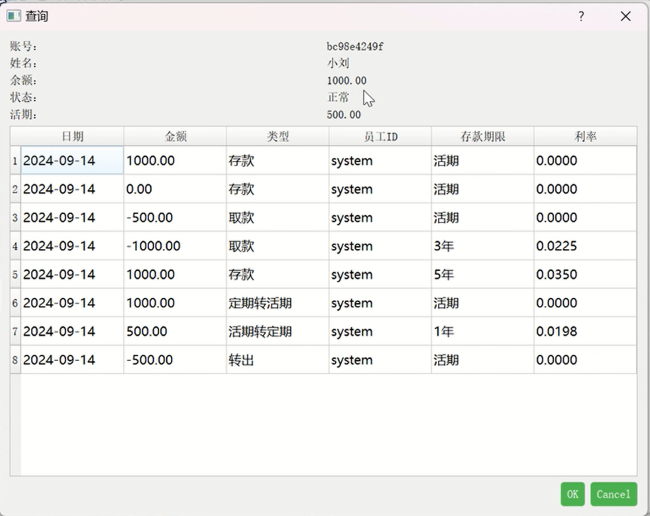 查询
账号： bc98e4249f
姓名： 小刘
余额： 1000.00
状态： 正常
活期： 500.00
日期 金额 类型 员工ID 存款期限 利率
1 2024-09-14 1000.00 存款 system 活期 0.0000
2 2024-09-14 0.00 存款 system 活期 0.0000
3 2024-09-14 -500.00 取款 system 活期 0.0000
4 2024-09-14 -1000.00 取款 system 3年 0.0225
5 2024-09-14 1000.00 存款 system 5年 0.0350
6 2024-09-14 1000.00 定期转活期 system 活期 0.0000
7 2024-09-14 500.00 活期转定期 system 1年 0.0198
8 2024-09-14 -500.00 转出 system 活期 0.0000
OK Cancel